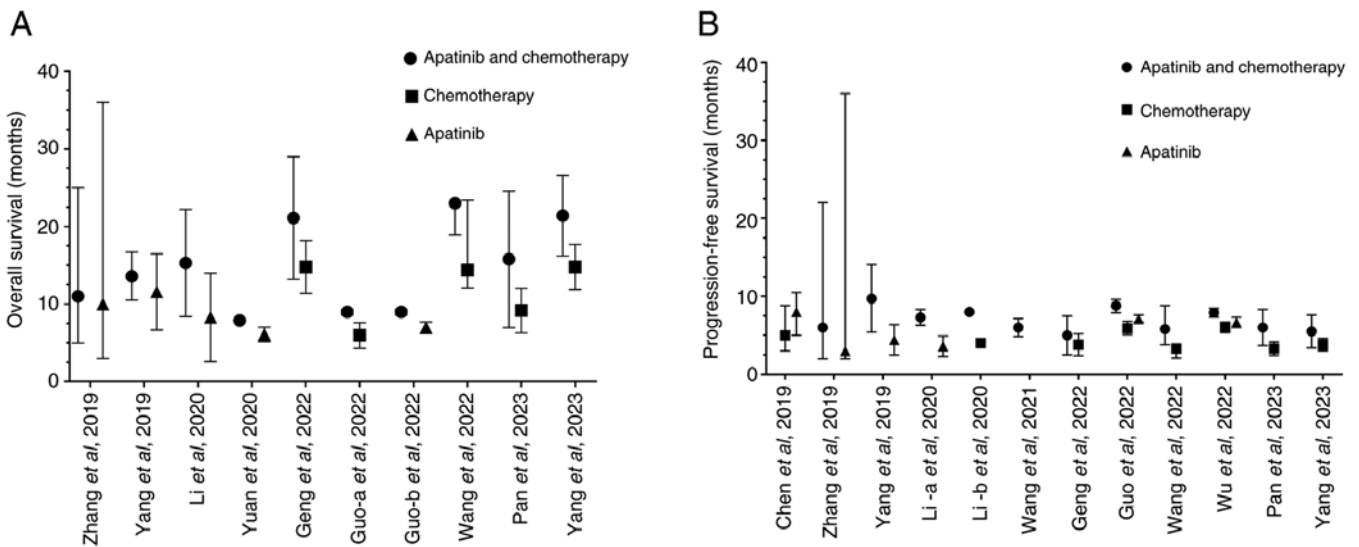 A
Overall survival (months)
40
30
20
10
0
Apatinib and chemotherapy
Chemotherapy
Apatinib
Zhang et al, 2019
Yang et al, 2019
Li et al, 2020
Yuan et al, 2020
Geng et al, 2022
Guo-a et al, 2022
Guo-b et al, 2022
Wang et al, 2022
Pan et al, 2023
Yang et al, 2023
B
Progression-free survival (months)
40
30
20
10
0
Apatinib and chemotherapy
Chemotherapy
Apatinib
Chen et al, 2019
Zhang et al, 2019
Yang et al, 2019
Li -a et al, 2020
Li -b et al, 2020
Wang et al, 2021
Geng et al, 2022
Guo et al, 2022
Wang et al, 2022
Wu et al, 2022
Pan et al, 2023
Yang et al, 2023